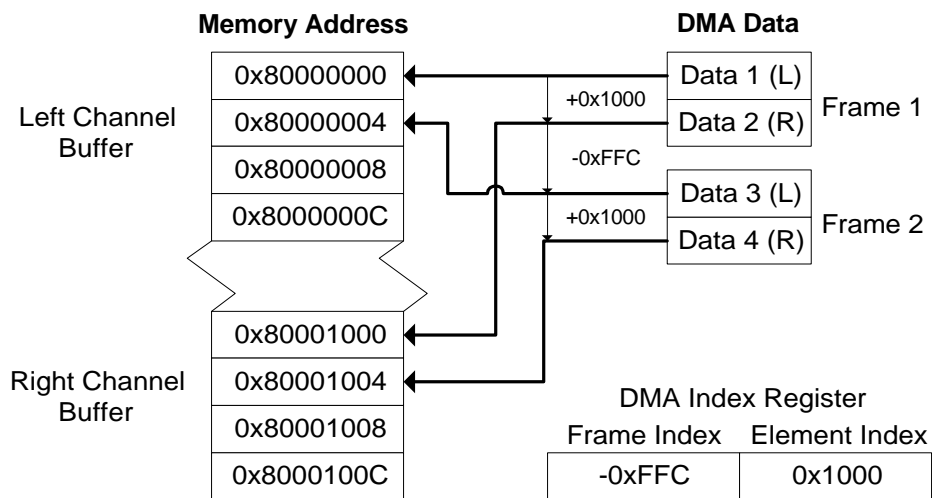 Memory Address
DMA Data
0x80000000
Data 1 (L)
+0x1000
Frame 1
Left Channel
Buffer
0x80000004
Data 2 (R)
0x80000008
-0xFFC
Data 3 (L)
0x8000000C
+0x1000
Frame 2
Data 4 (R)
0x80001000
Right Channel
Buffer
0x80001004
0x80001008
0x8000100C
DMA Index Register
Frame Index
Element Index
-0xFFC
0x1000